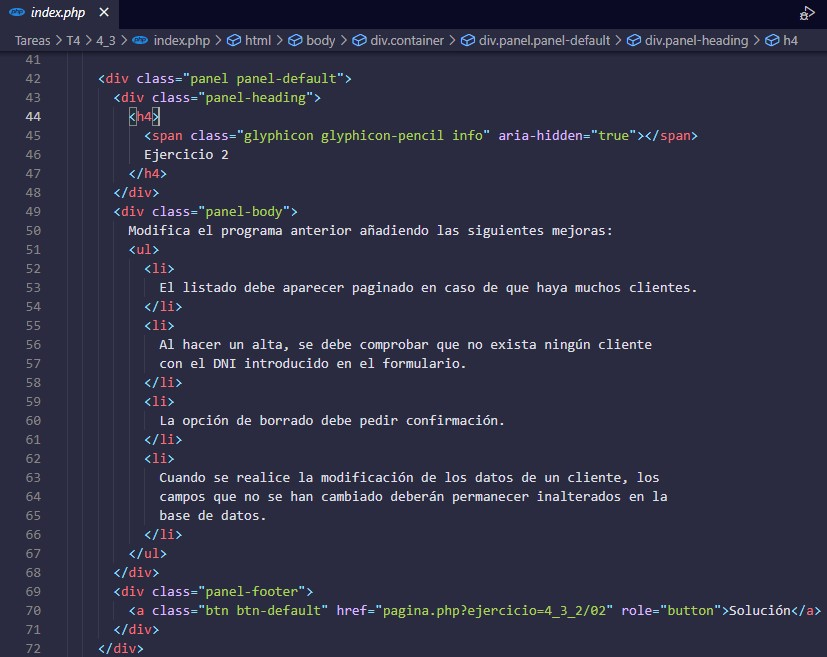 php index.php ×
Tareas > T4 > 4_3 > php index.php > html > body > div.container > div.panel.panel-default > div.panel-heading > h4
41
42 <div class="panel panel-default">
43 <div class="panel-heading">
44 <h4>
45 <span class="glyphicon glyphicon-pencil info" aria-hidden="true"></span>
46 Ejercicio 2
47 </h4>
48 </div>
49 <div class="panel-body">
50 Modifica el programa anterior añadiendo las siguientes mejoras:
51 <ul>
52 <li>
53 El listado debe aparecer paginado en caso de que haya muchos clientes.
54 </li>
55 <li>
56 Al hacer un alta, se debe comprobar que no exista ningún cliente
57 con el DNI introducido en el formulario.
58 </li>
59 <li>
60 La opción de borrado debe pedir confirmación.
61 </li>
62 <li>
63 Cuando se realice la modificación de los datos de un cliente, los
64 campos que no se han cambiado deberán permanecer inalterados en la
65 base de datos.
66 </li>
67 </ul>
68 </div>
69 <div class="panel-footer">
70 <a class="btn btn-default" href="pagina.php?ejercicio=4_3_2/02" role="button">Solución</a>
71 </div>
72 </div>